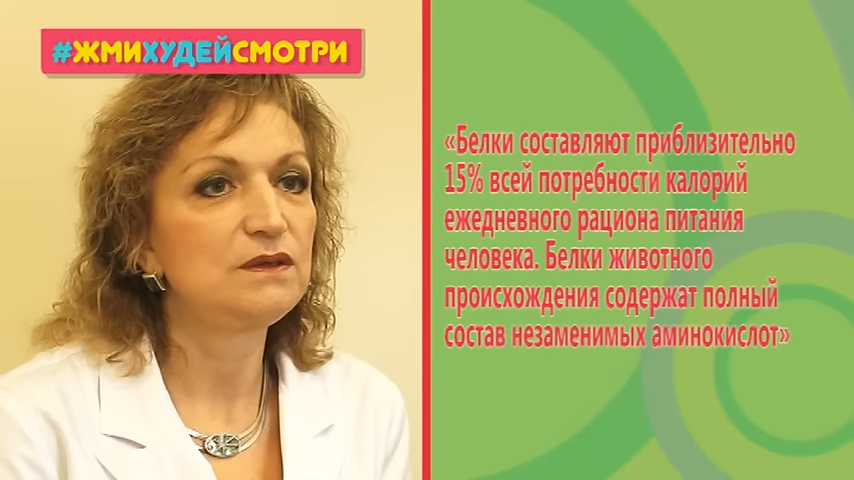 #ЖМИХУДЕЙСМОТРИ
«Белки составляют приблизительно
15% всей потребности калорий
ежедневного рациона питания
человека. Белки животного
происхождения содержат полный
состав незаменимых аминокислот»